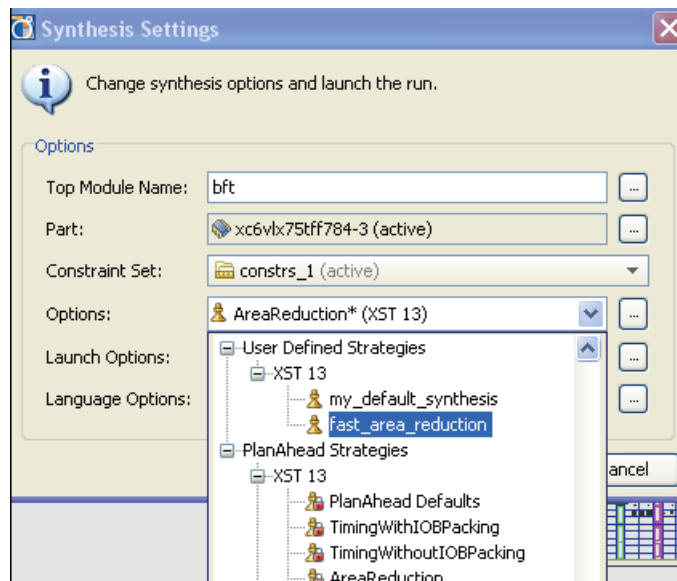 Synthesis Settings
Change synthesis options and launch the run.
Options
Top Module Name: bft ...
Part: xc6vlx75tff784-3 (active) ...
Constraint Set: constrs_1 (active)
Options: AreaReduction* (XST 13) ...
Launch Options: ...
Language Options: ...
User Defined Strategies
XST 13
my_default_synthesis
fast_area_reduction
PlanAhead Strategies
XST 13
PlanAhead Defaults
TimingWithIOBPacking
TimingWithoutIOBPacking
AreaReduction
ancel